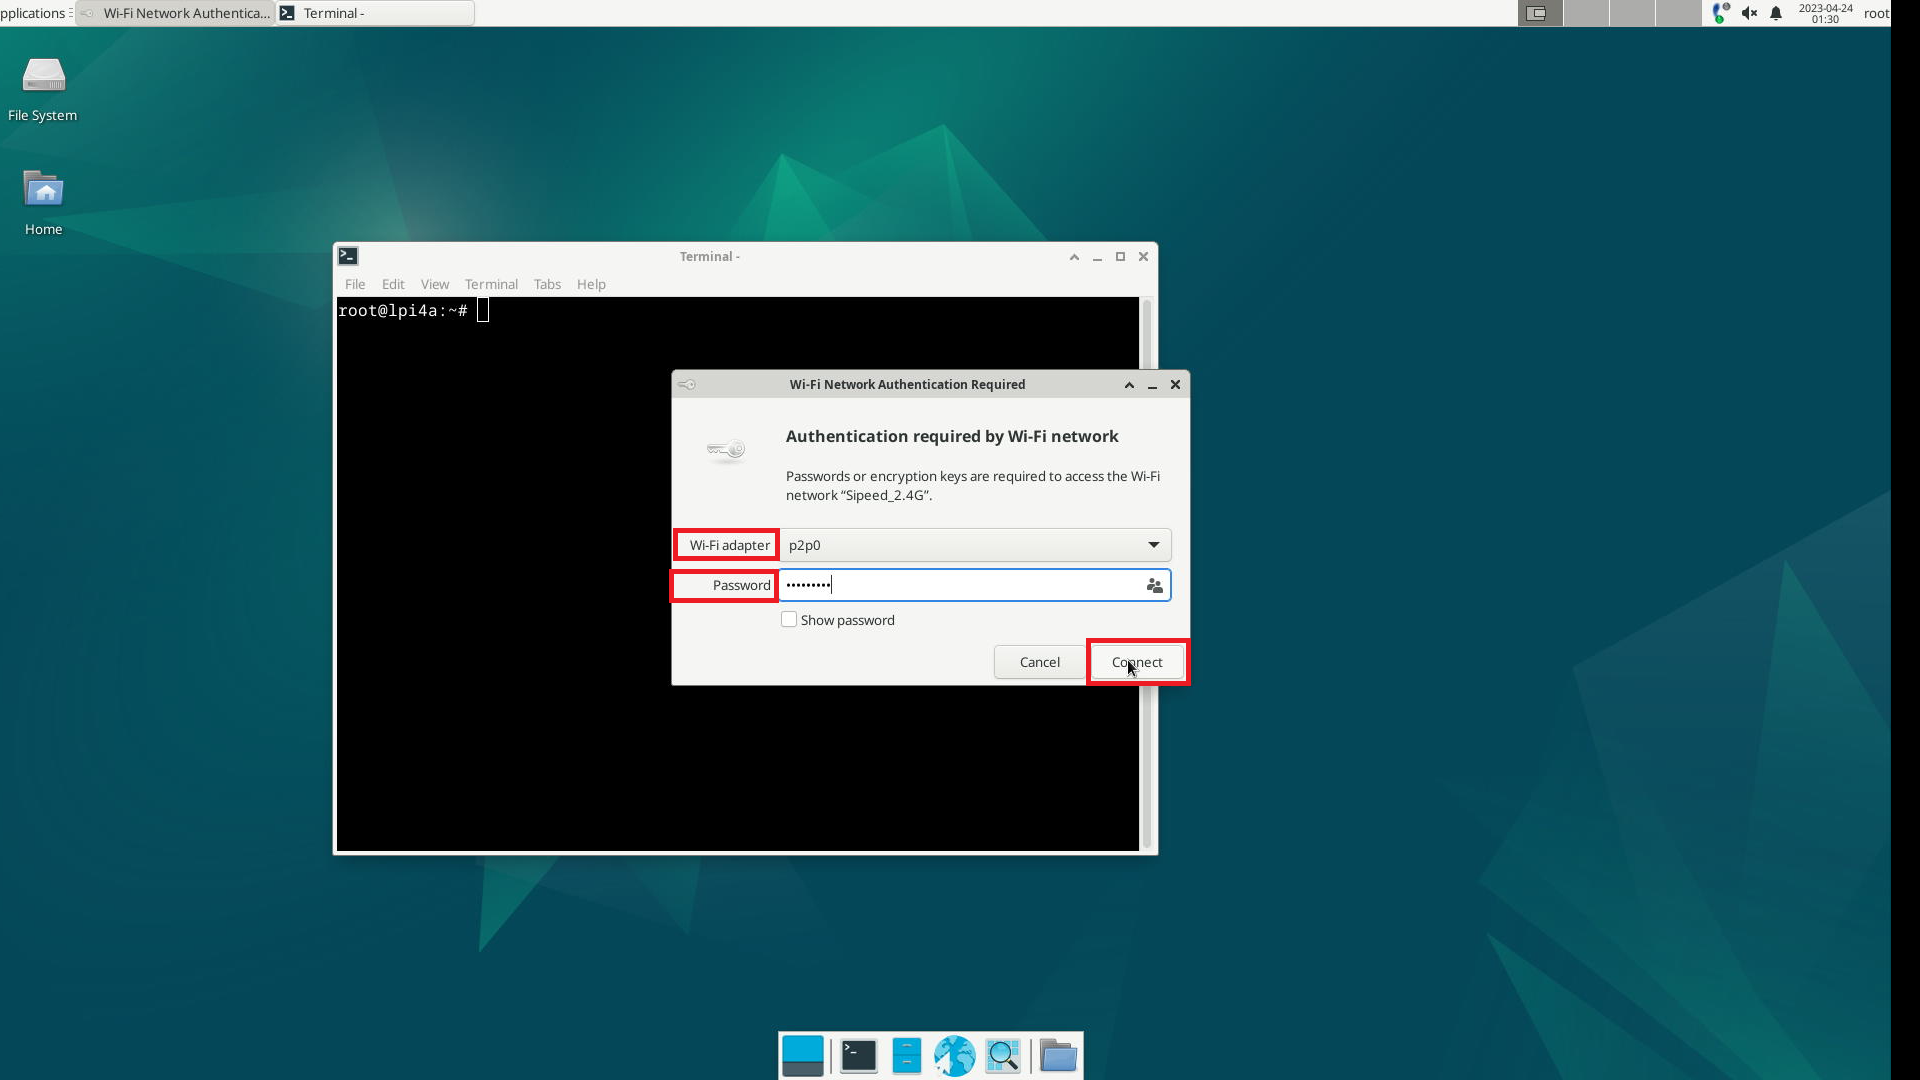 pplications
Wi-Fi Network Authentica...
Terminal -
2023-04-24
01:30
root
File System
Home
Terminal -
File Edit View Terminal Tabs Help
root@lpi4a:~#
Wi-Fi Network Authentication Required
Authentication required by Wi-Fi network
Passwords or encryption keys are required to access the Wi-Fi
network “Sipeed_2.4G”.
Wi-Fi adapter p2p0
Password •••••••••
Show password
Cancel Connect